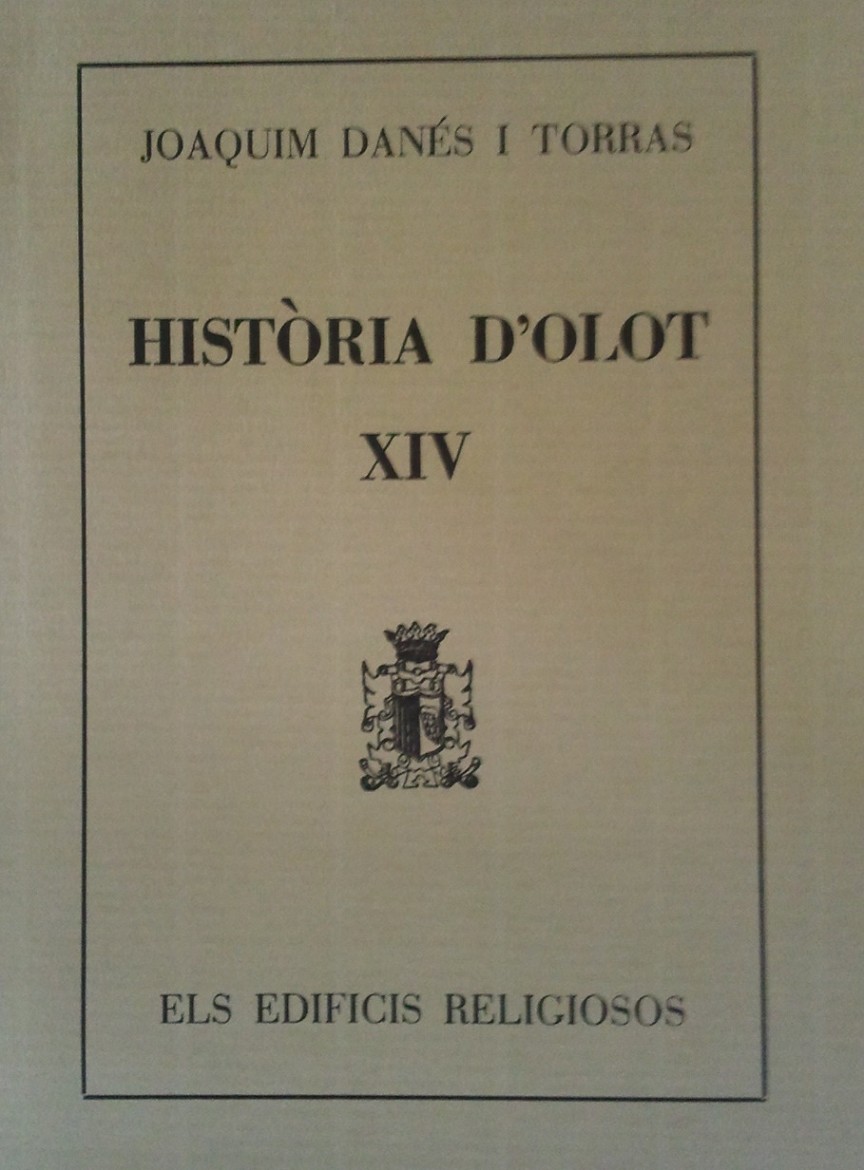 JOAQUIM DANÉS I TORRAS
HISTÒRIA D'OLOT
XIV
ELS EDIFICIS RELIGIOSOS